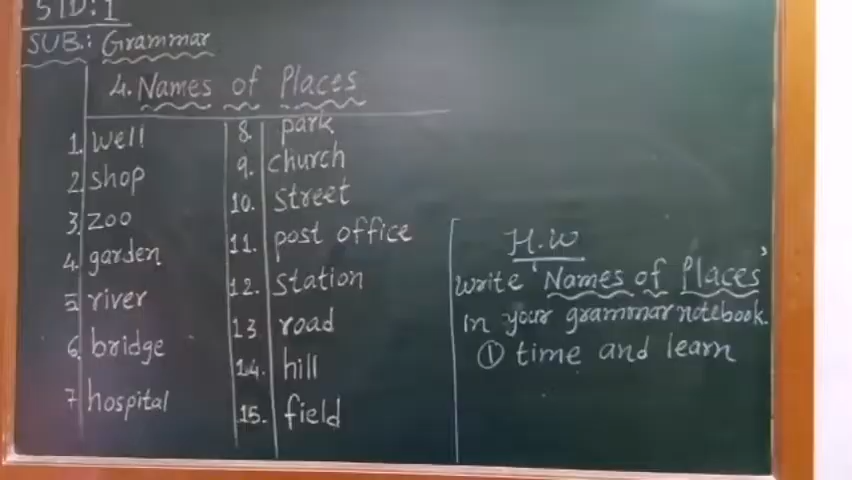 STD:1
SUB.: Grammar
4. Names of Places
1. well
2. shop
3. zoo
4. garden
5. river
6. bridge
7. hospital
8. park
9. church
10. street
11. post office
12. station
13. road
14. hill
15. field
H.W
write 'Names of Places'
in your grammar notebook.
① time and learn